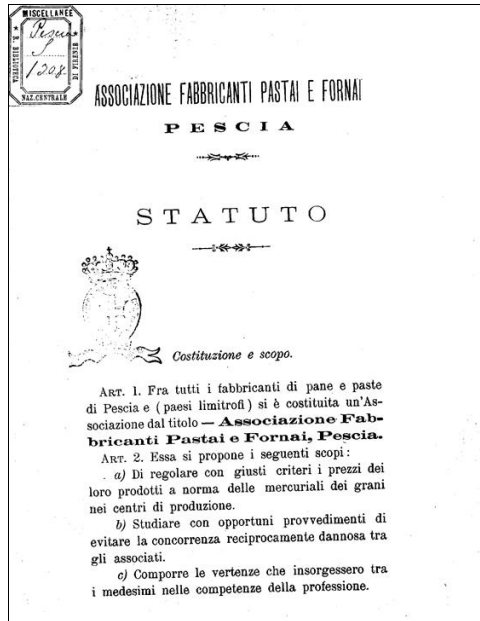 MISCELLANEE
Pescia
S
1208
R. BIBLIOTECA
DI FIRENZE
NAZ. CENTRALE
ASSOCIAZIONE FABBRICANTI PASTAI E FORNAI
PESCIA
STATUTO
Costituzione e scopo.
ART. 1. Fra tutti i fabbricanti di pane e paste
di Pescia e ( paesi limitrofi ) si è costituita un'As-
sociazione dal titolo — Associazione Fab-
bricanti Pastai e Fornai, Pescia.
ART. 2. Essa si propone i seguenti scopi:
a) Di regolare con giusti criteri i prezzi dei
loro prodotti a norma delle mercuriali dei grani
nei centri di produzione.
b) Studiare con opportuni provvedimenti di
evitare la concorrenza reciprocamente dannosa tra
gli associati.
c) Comporre le vertenze che insorgessero tra
i medesimi nelle competenze della professione.